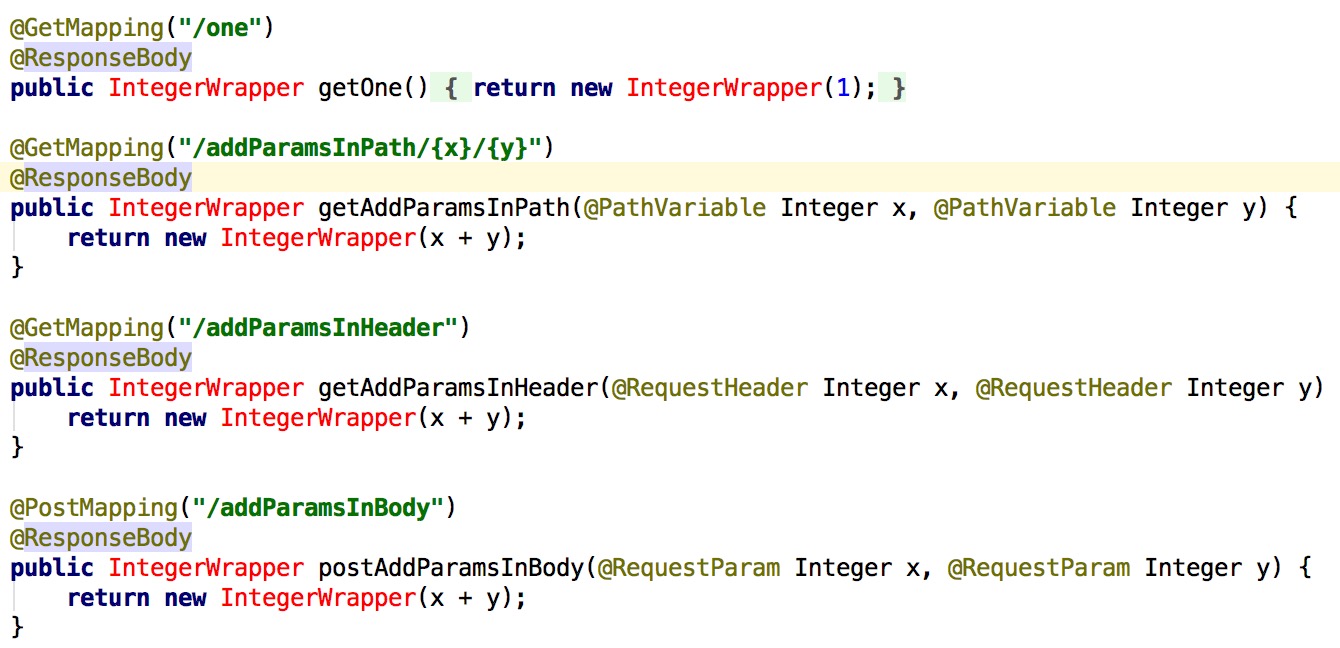 @GetMapping("/one")
@ResponseBody
public IntegerWrapper getOne() { return new IntegerWrapper(1); }

@GetMapping("/addParamsInPath/{x}/{y}")
@ResponseBody
public IntegerWrapper getAddParamsInPath(@PathVariable Integer x, @PathVariable Integer y) {
    return new IntegerWrapper(x + y);
}

@GetMapping("/addParamsInHeader")
@ResponseBody
public IntegerWrapper getAddParamsInHeader(@RequestHeader Integer x, @RequestHeader Integer y)
    return new IntegerWrapper(x + y);
}

@PostMapping("/addParamsInBody")
@ResponseBody
public IntegerWrapper postAddParamsInBody(@RequestParam Integer x, @RequestParam Integer y) {
    return new IntegerWrapper(x + y);
}